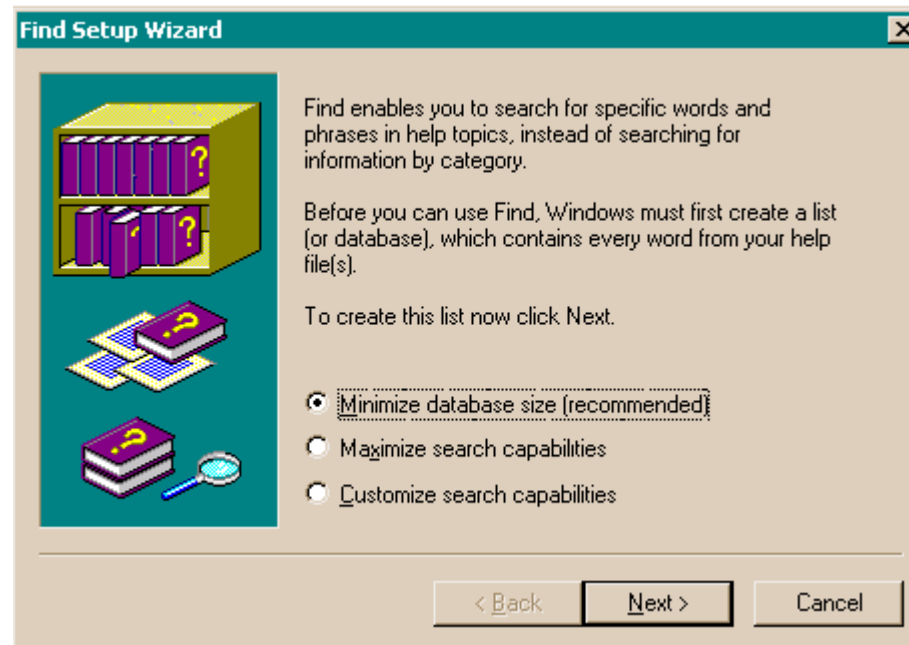 Find Setup Wizard
Find enables you to search for specific words and
phrases in help topics, instead of searching for
information by category.
Before you can use Find, Windows must first create a list
(or database), which contains every word from your help
file(s).
To create this list now click Next.
Minimize database size (recommended)
Maximize search capabilities
Customize search capabilities
< Back
Next >
Cancel